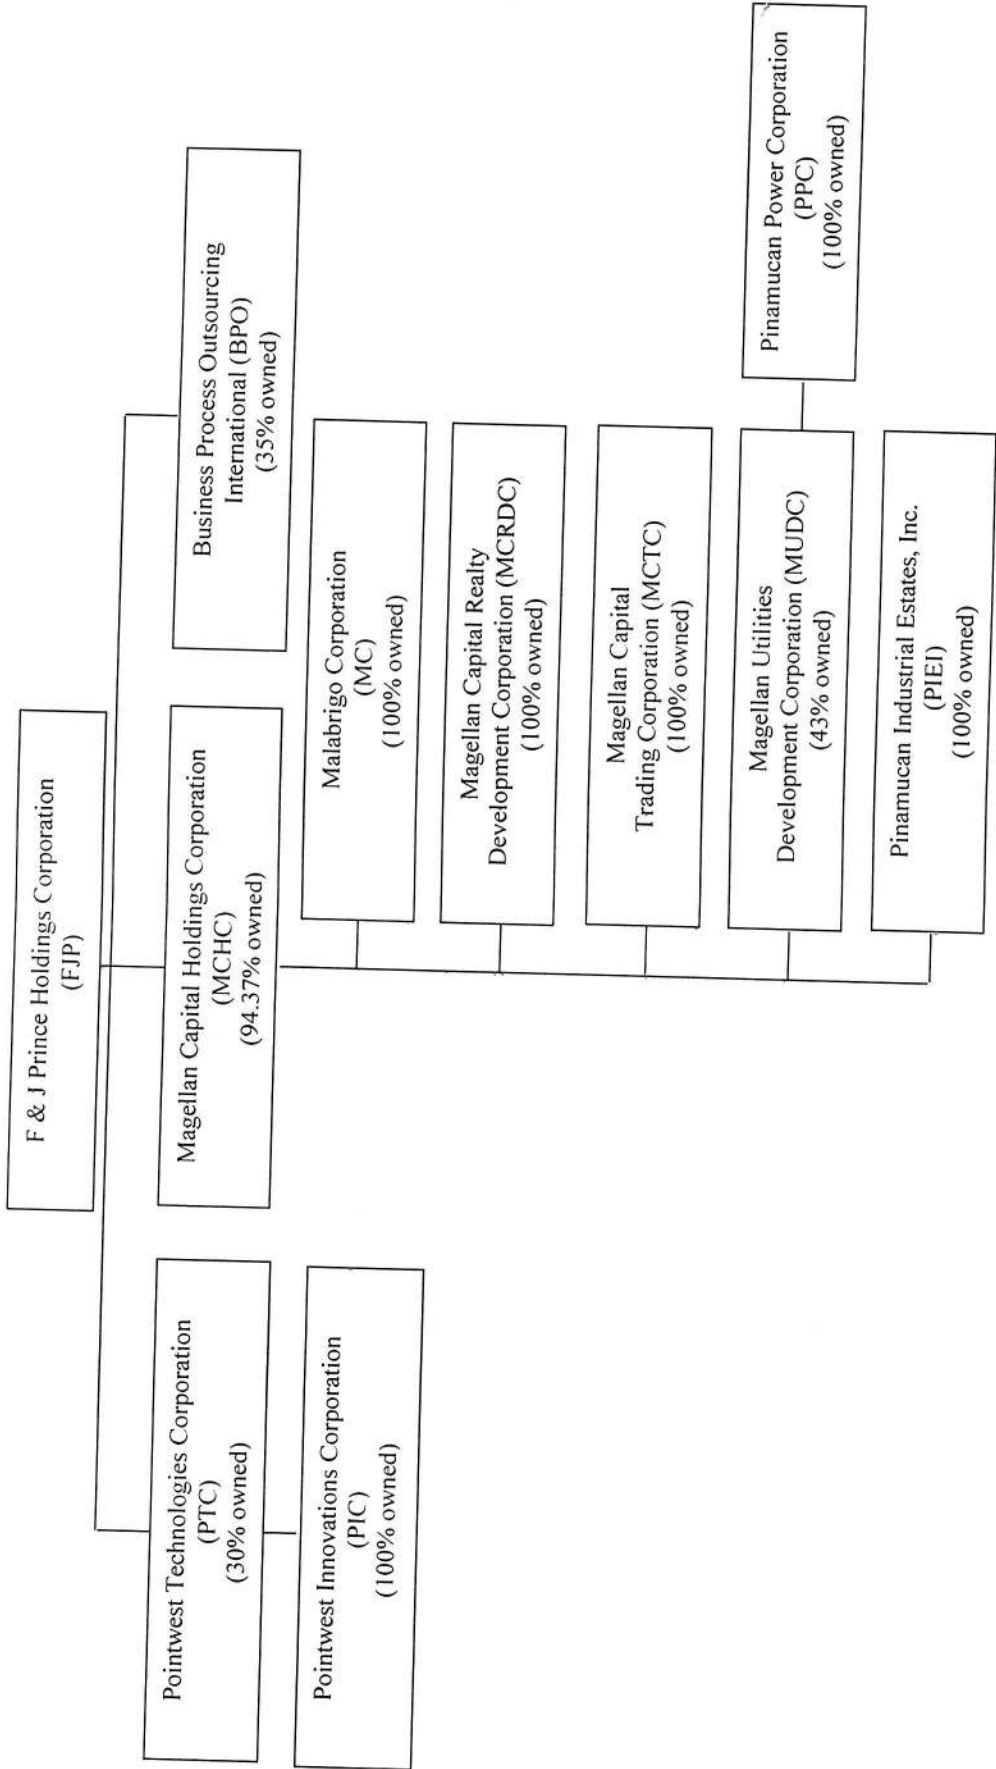 F & J Prince Holdings Corporation
(FJP)
Pointwest Technologies Corporation
(PTC)
(30% owned)
Magellan Capital Holdings Corporation
(MCHC)
(94.37% owned)
Business Process Outsourcing
International (BPO)
(35% owned)
Pointwest Innovations Corporation
(PIC)
(100% owned)
Malabrigo Corporation
(MC)
(100% owned)
Magellan Capital Realty
Development Corporation (MCRDC)
(100% owned)
Magellan Capital
Trading Corporation (MCTC)
(100% owned)
Magellan Utilities
Development Corporation (MUDC)
(43% owned)
Pinamucan Power Corporation
(PPC)
(100% owned)
Pinamucan Industrial Estates, Inc.
(PIEI)
(100% owned)